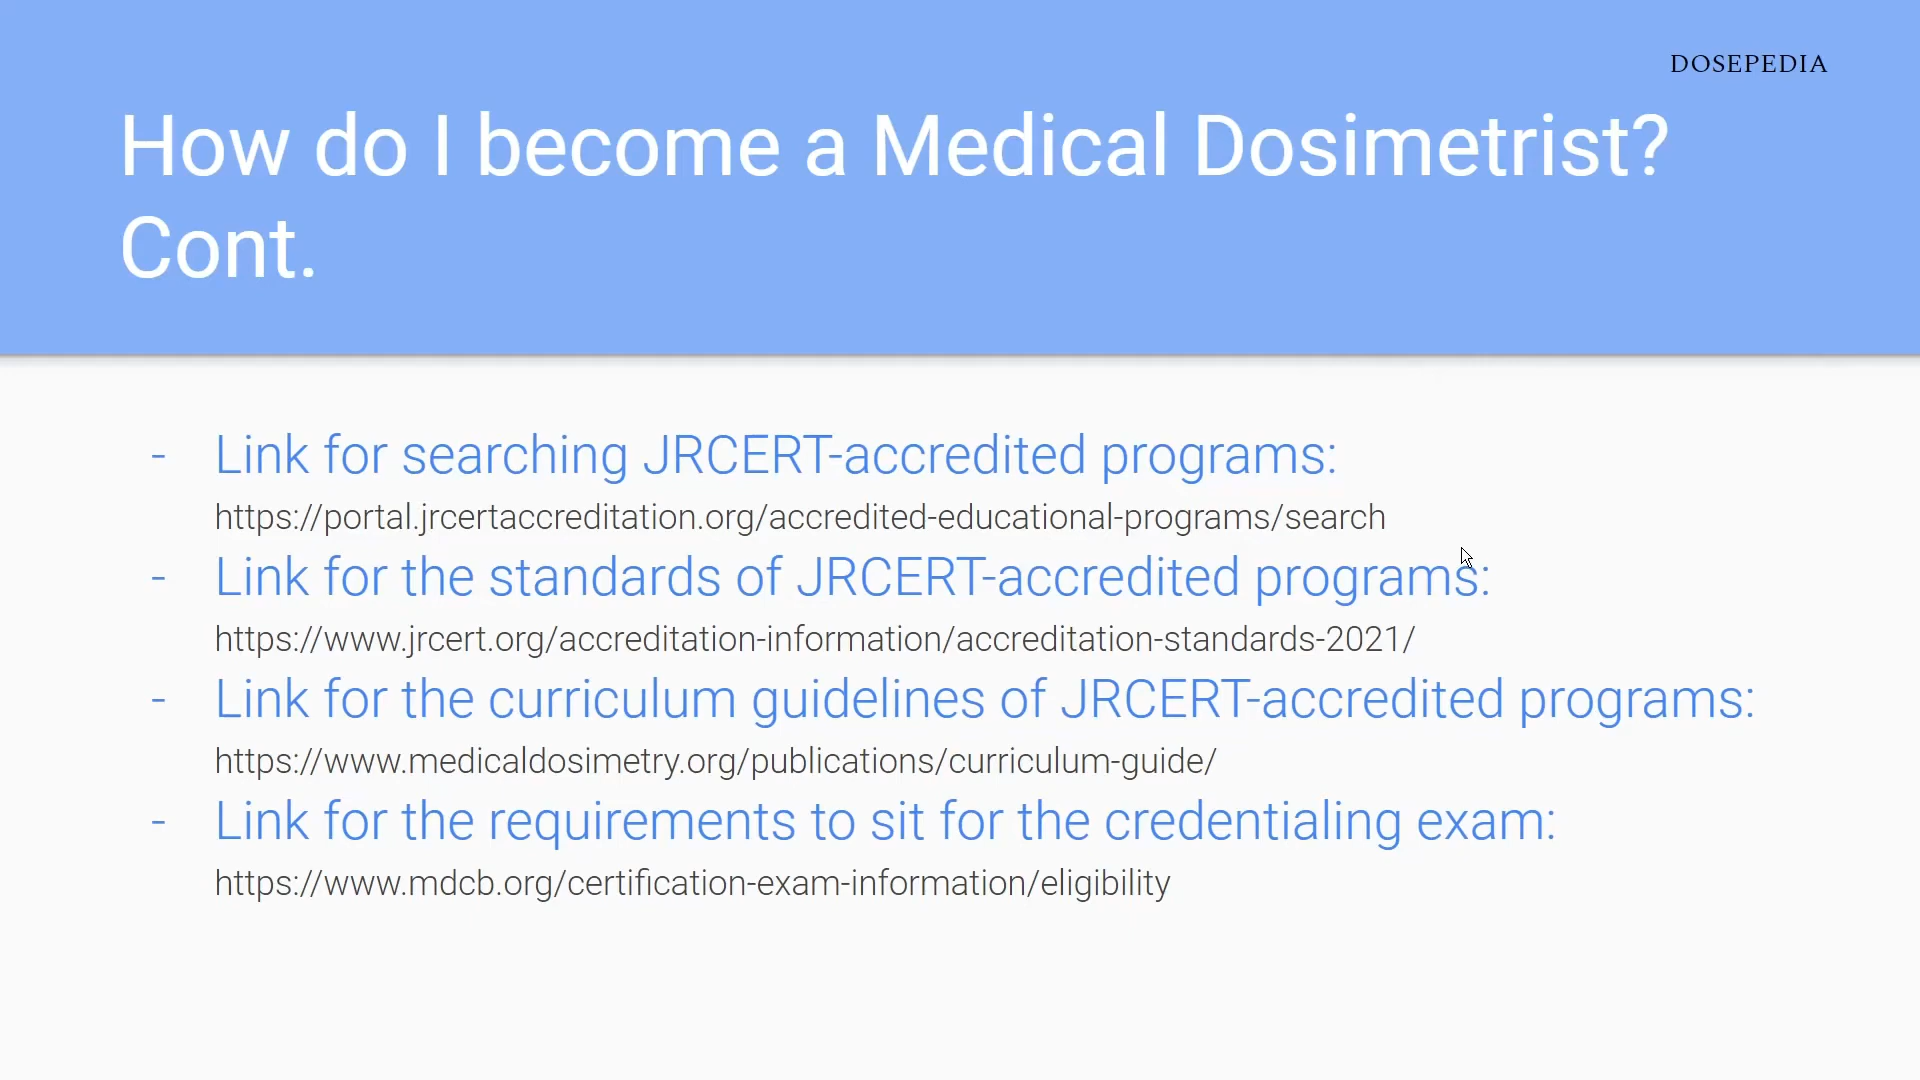 DOSEPEDIA
How do I become a Medical Dosimetrist?
Cont.
- Link for searching JRCERT-accredited programs:
https://portal.jrcertaccreditation.org/accredited-educational-programs/search
- Link for the standards of JRCERT-accredited programs:
https://www.jrcert.org/accreditation-information/accreditation-standards-2021/
- Link for the curriculum guidelines of JRCERT-accredited programs:
https://www.medicaldosimetry.org/publications/curriculum-guide/
- Link for the requirements to sit for the credentialing exam:
https://www.mdcb.org/certification-exam-information/eligibility